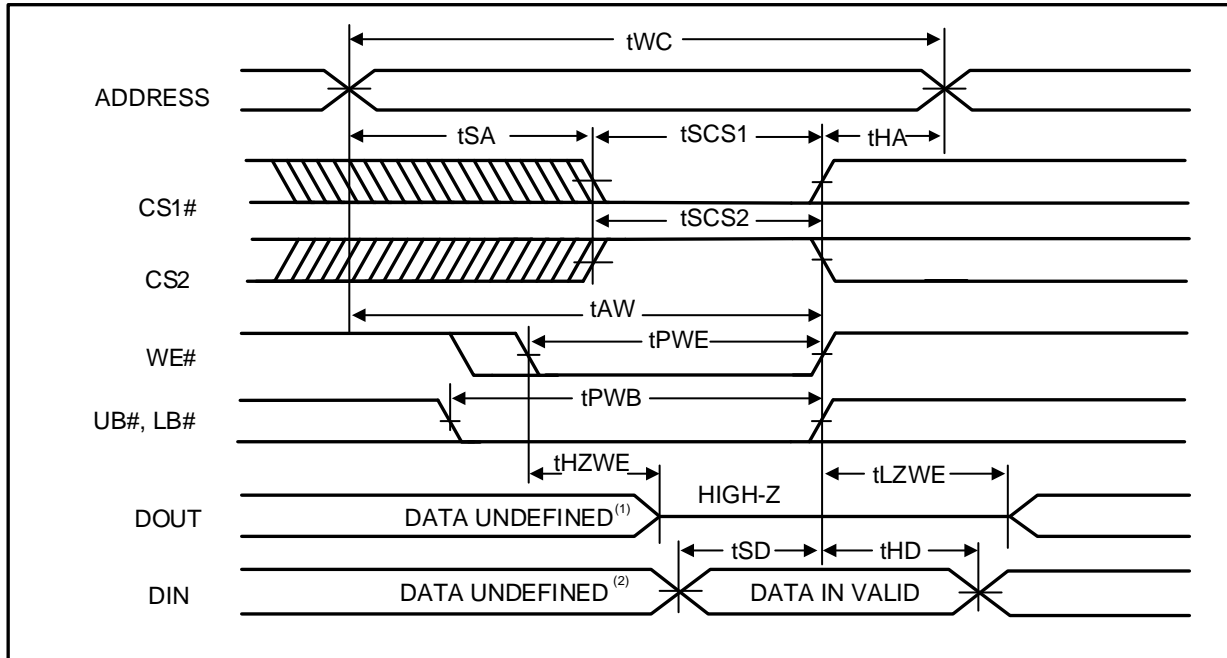 tWC
ADDRESS
tSA
tSCS1
tHA
CS1#
tSCS2
CS2
tAW
WE#
tPWE
UB#, LB#
tPWB
tHZWE
tLZWE
HIGH-Z
DOUT
DATA UNDEFINED(1)
tSD
tHD
DIN
DATA UNDEFINED (2)
DATA IN VALID